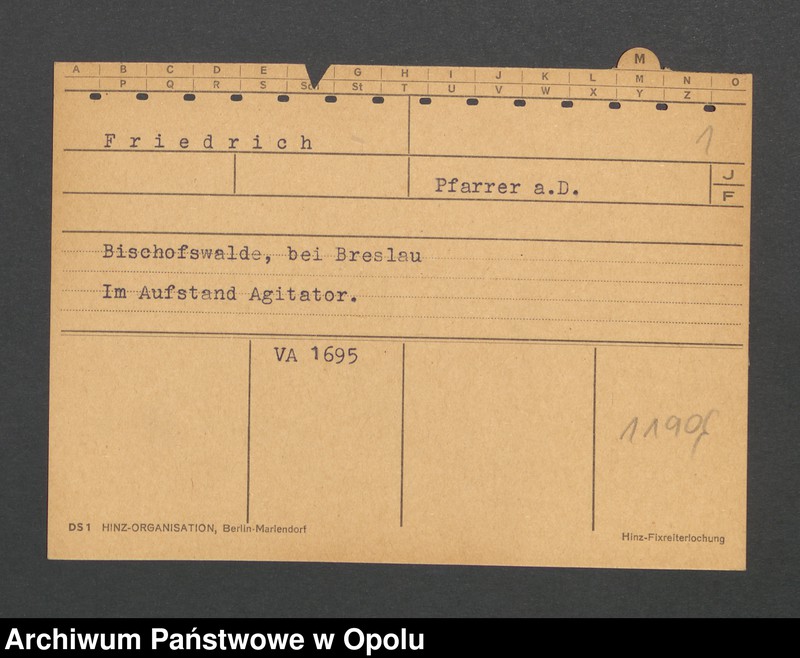 M
A B C D E G H I J K L M N O
P Q R S Sch St T U V W X Y Z
Friedrich
1
Pfarrer a.D.
J
F
Bischofswalde, bei Breslau
Im Aufstand Agitator.
VA 1695
DS1 HINZ-ORGANISATION, Berlin-Mariendorf
Hinz-Fixreiterlochung
Archiwum Państwowe w Opolu